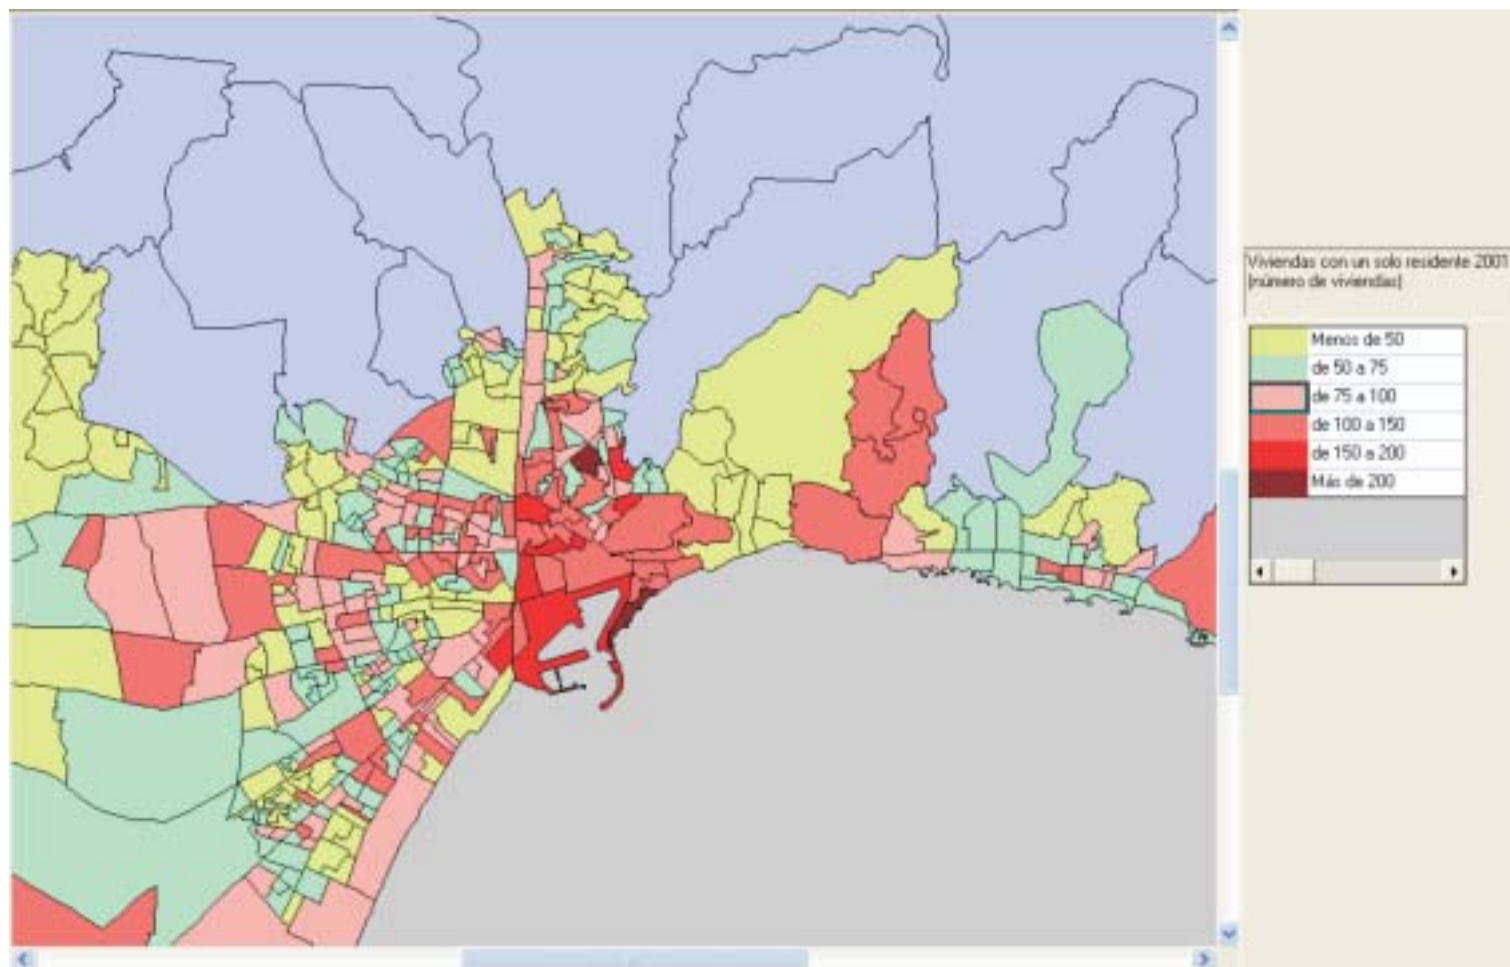 Viviendas con un solo residente 2001
(número de viviendas)
Menos de 50
de 50 a 75
de 75 a 100
de 100 a 150
de 150 a 200
Más de 200